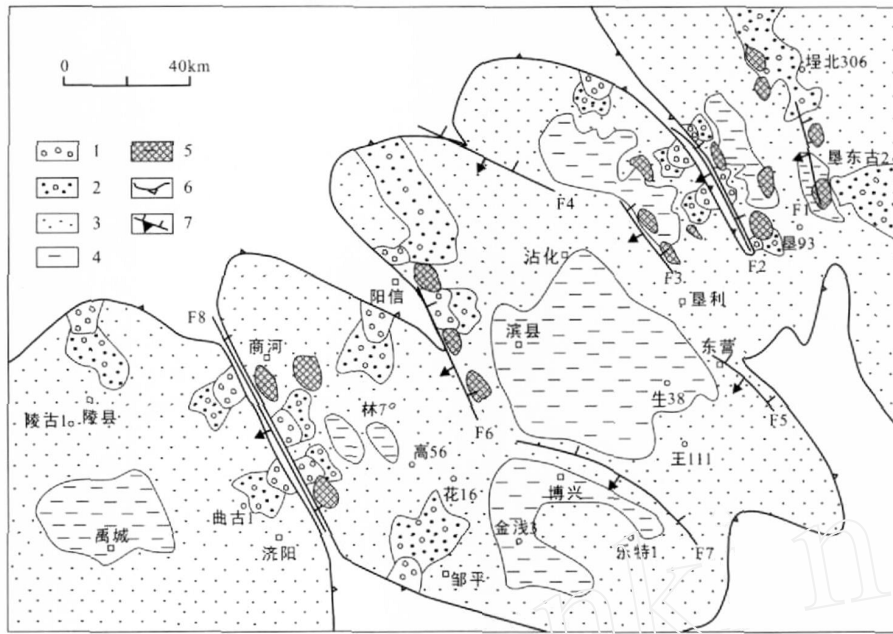 0 40km
1 5
2 6
3 7
4
埕北306
垦东古2
F1
垦93
F2
F3
F4
沾化
垦利
阳信
滨县
东营
F8
商河
生38
F5
林7
F6
王111
陵古1
陵县
高56
花16
博兴
曲古1
金浅3
禹城
济阳
乐特1
F7
邹平